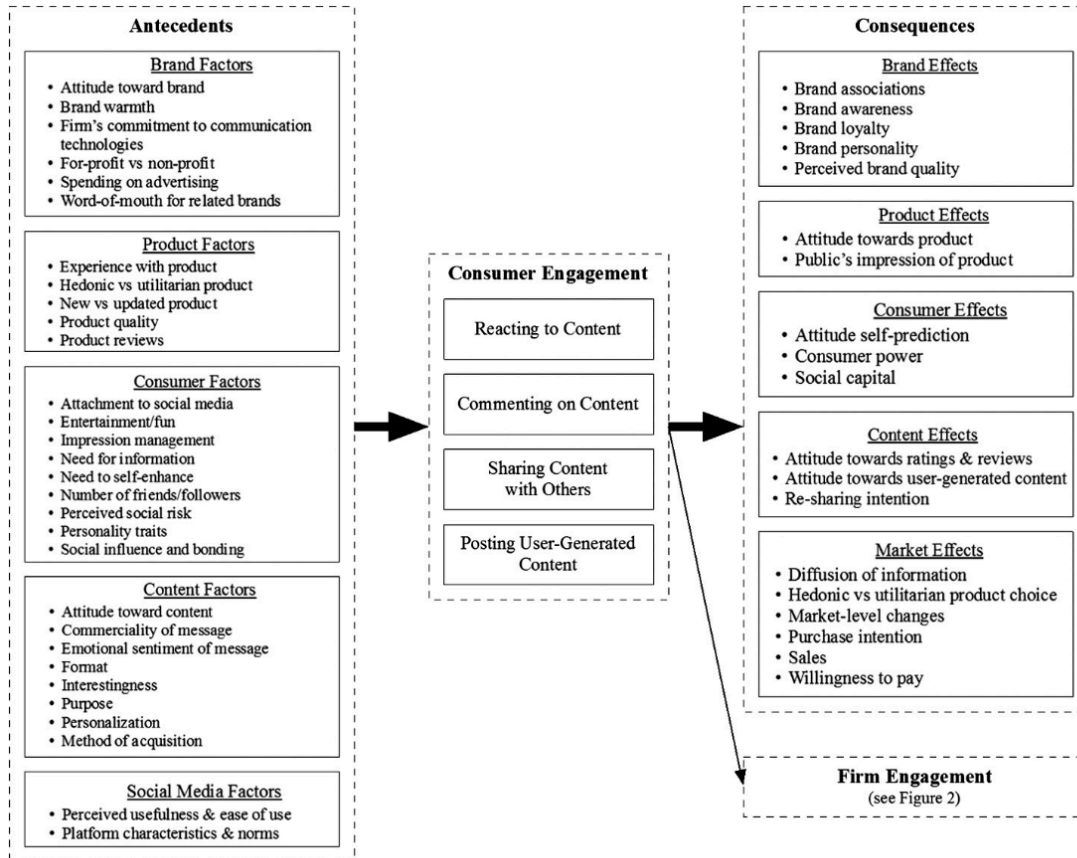 Antecedents
Brand Factors
• Attitude toward brand
• Brand warmth
• Firm's commitment to communication
technologies
• For-profit vs non-profit
• Spending on advertising
• Word-of-mouth for related brands
Product Factors
• Experience with product
• Hedonic vs utilitarian product
• New vs updated product
• Product quality
• Product reviews
Consumer Factors
• Attachment to social media
• Entertainment/fun
• Impression management
• Need for information
• Need to self-enhance
• Number of friends/followers
• Perceived social risk
• Personality traits
• Social influence and bonding
Content Factors
• Attitude toward content
• Commerciality of message
• Emotional sentiment of message
• Format
• Interestingness
• Purpose
• Personalization
• Method of acquisition
Social Media Factors
• Perceived usefulness & ease of use
• Platform characteristics & norms
Consumer Engagement
Reacting to Content
Commenting on Content
Sharing Content
with Others
Posting User-Generated
Content
Consequences
Brand Effects
• Brand associations
• Brand awareness
• Brand loyalty
• Brand personality
• Perceived brand quality
Product Effects
• Attitude towards product
• Public's impression of product
Consumer Effects
• Attitude self-prediction
• Consumer power
• Social capital
Content Effects
• Attitude towards ratings & reviews
• Attitude towards user-generated content
• Re-sharing intention
Market Effects
• Diffusion of information
• Hedonic vs utilitarian product choice
• Market-level changes
• Purchase intention
• Sales
• Willingness to pay
Firm Engagement
(see Figure 2)